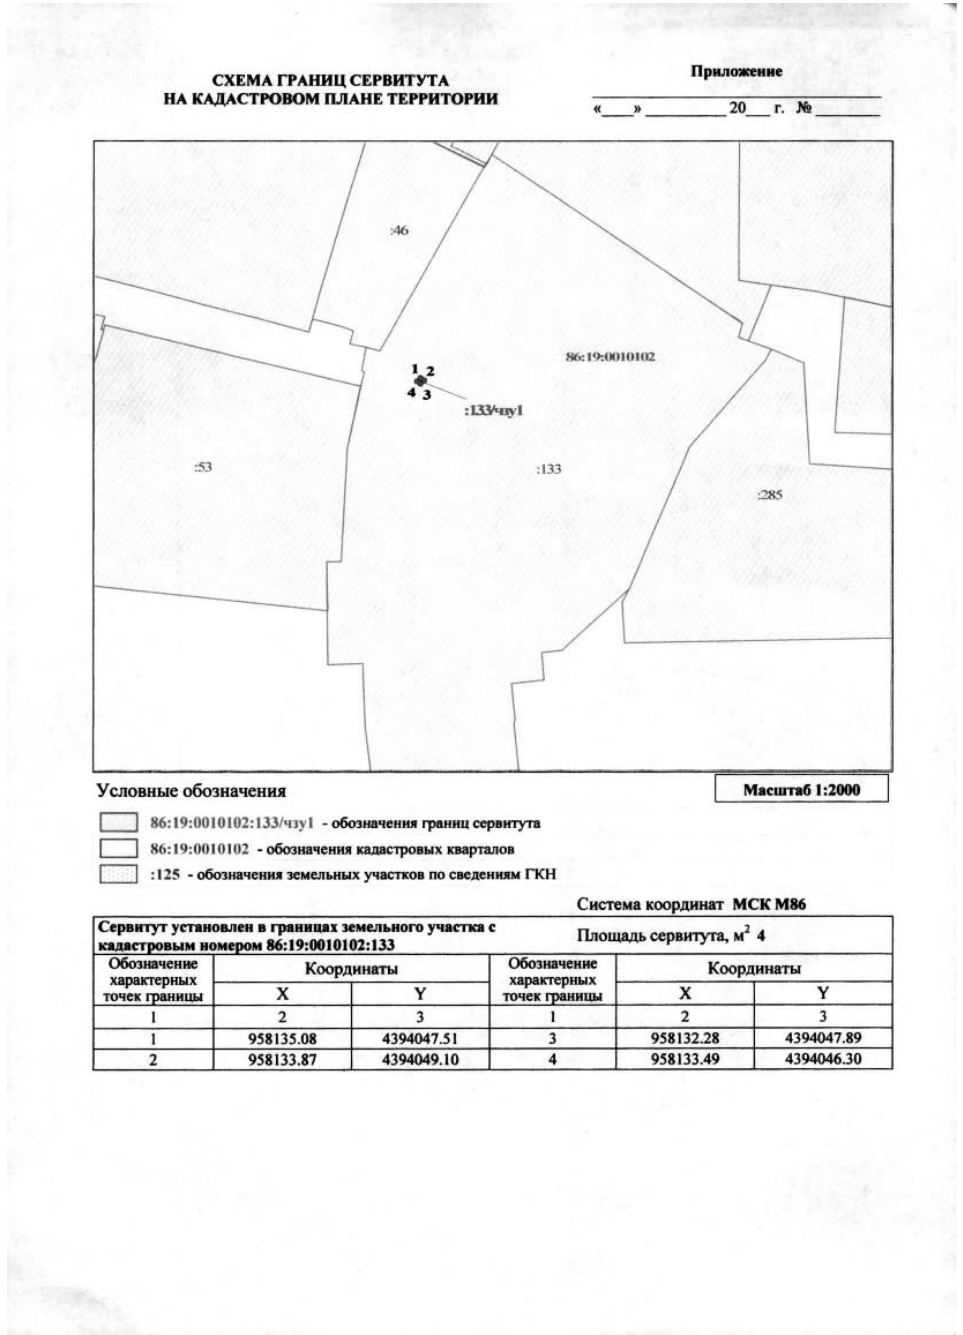 Приложение
СХЕМА ГРАНИЦ СЕРВИТУТА
НА КАДАСТРОВОМ ПЛАНЕ ТЕРРИТОРИИ
«____» __________ 20___ г. № ________
:46
86:19:0010102
1 2
4 3
:133/чзу1
:53
:133
:285
Условные обозначения
Масштаб 1:2000
86:19:0010102:133/чзу1 - обозначения границ сервитута
86:19:0010102 - обозначения кадастровых кварталов
:125 - обозначения земельных участков по сведениям ГКН
Система координат МСК М86
Сервитут установлен в границах земельного участка с
кадастровым номером 86:19:0010102:133
Площадь сервитута, м² 4
Обозначение характерных точек границы Координаты Обозначение характерных точек границы Координаты
X Y X Y
1 2 3 1 2 3
1 958135.08 4394047.51 3 958132.28 4394047.89
2 958133.87 4394049.10 4 958133.49 4394046.30